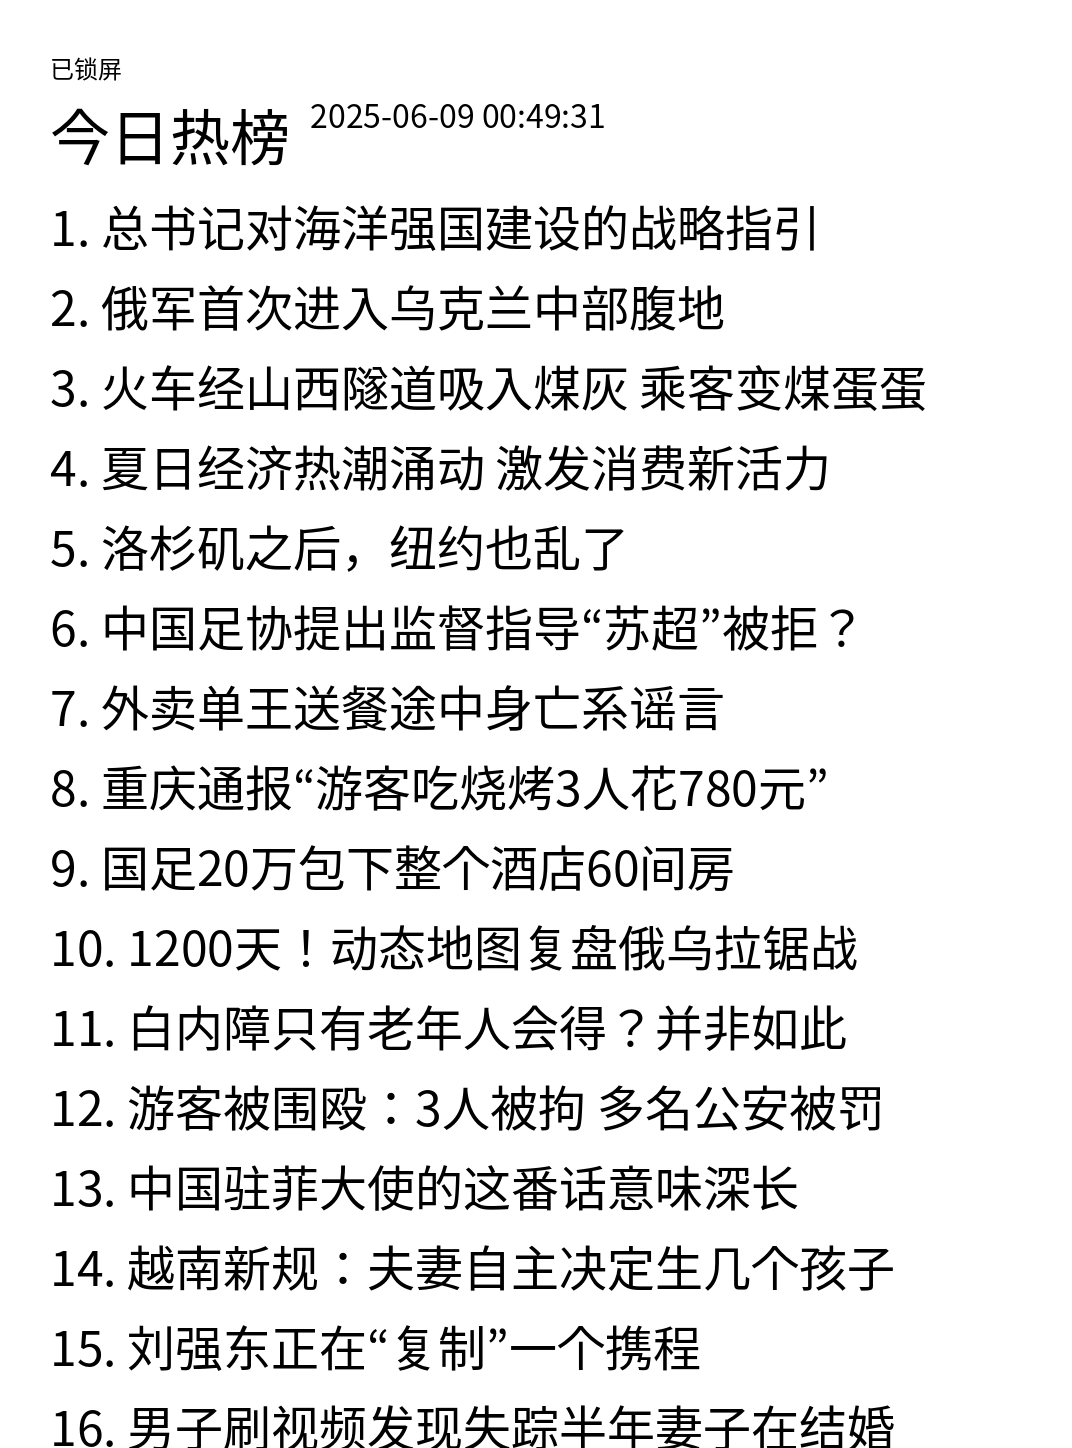 已锁屏
今日热榜 2025-06-09 00:49:31
1. 总书记对海洋强国建设的战略指引
2. 俄军首次进入乌克兰中部腹地
3. 火车经山西隧道吸入煤灰 乘客变煤蛋蛋
4. 夏日经济热潮涌动 激发消费新活力
5. 洛杉矶之后，纽约也乱了
6. 中国足协提出监督指导“苏超”被拒？
7. 外卖单王送餐途中身亡系谣言
8. 重庆通报“游客吃烧烤3人花780元”
9. 国足20万包下整个酒店60间房
10. 1200天！动态地图复盘俄乌拉锯战
11. 白内障只有老年人会得？并非如此
12. 游客被围殴：3人被拘 多名公安被罚
13. 中国驻菲大使的这番话意味深长
14. 越南新规：夫妻自主决定生几个孩子
15. 刘强东正在“复制”一个携程
16. 男子刷视频发现失踪半年妻子在结婚